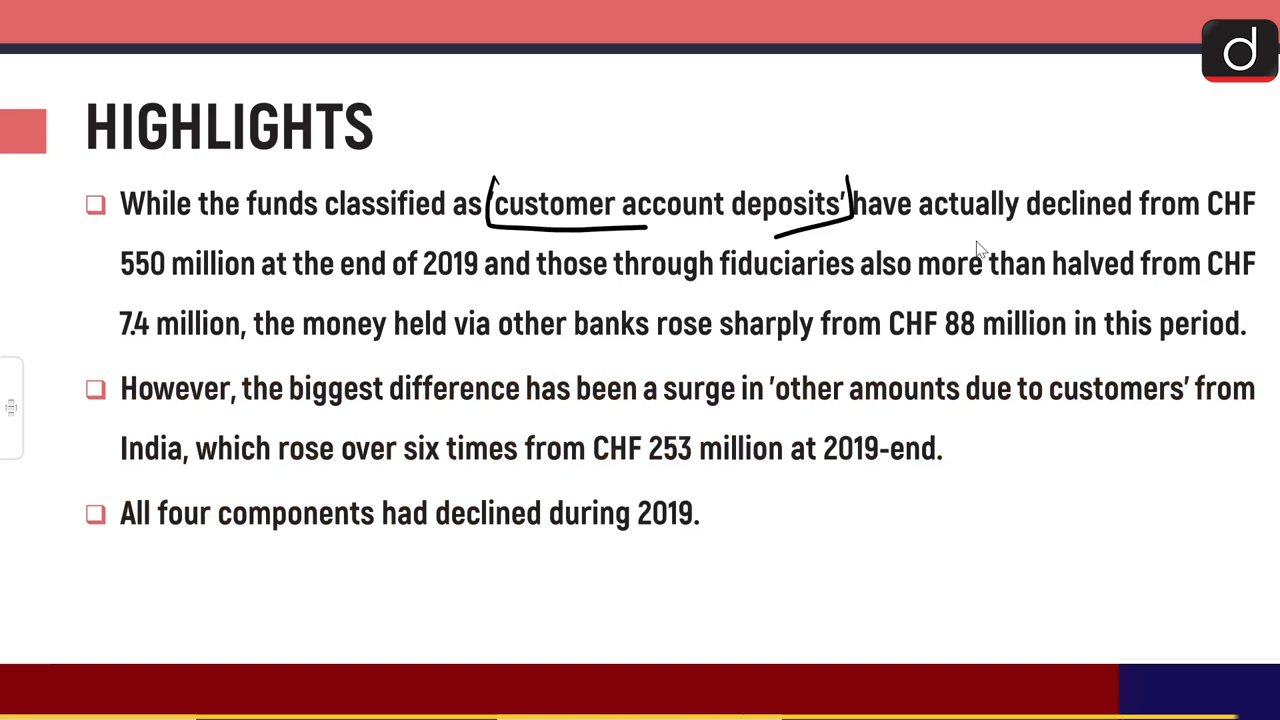 d
HIGHLIGHTS
While the funds classified as 'customer account deposits' have actually declined from CHF
550 million at the end of 2019 and those through fiduciaries also more than halved from CHF
7.4 million, the money held via other banks rose sharply from CHF 88 million in this period.
However, the biggest difference has been a surge in 'other amounts due to customers' from
India, which rose over six times from CHF 253 million at 2019-end.
All four components had declined during 2019.